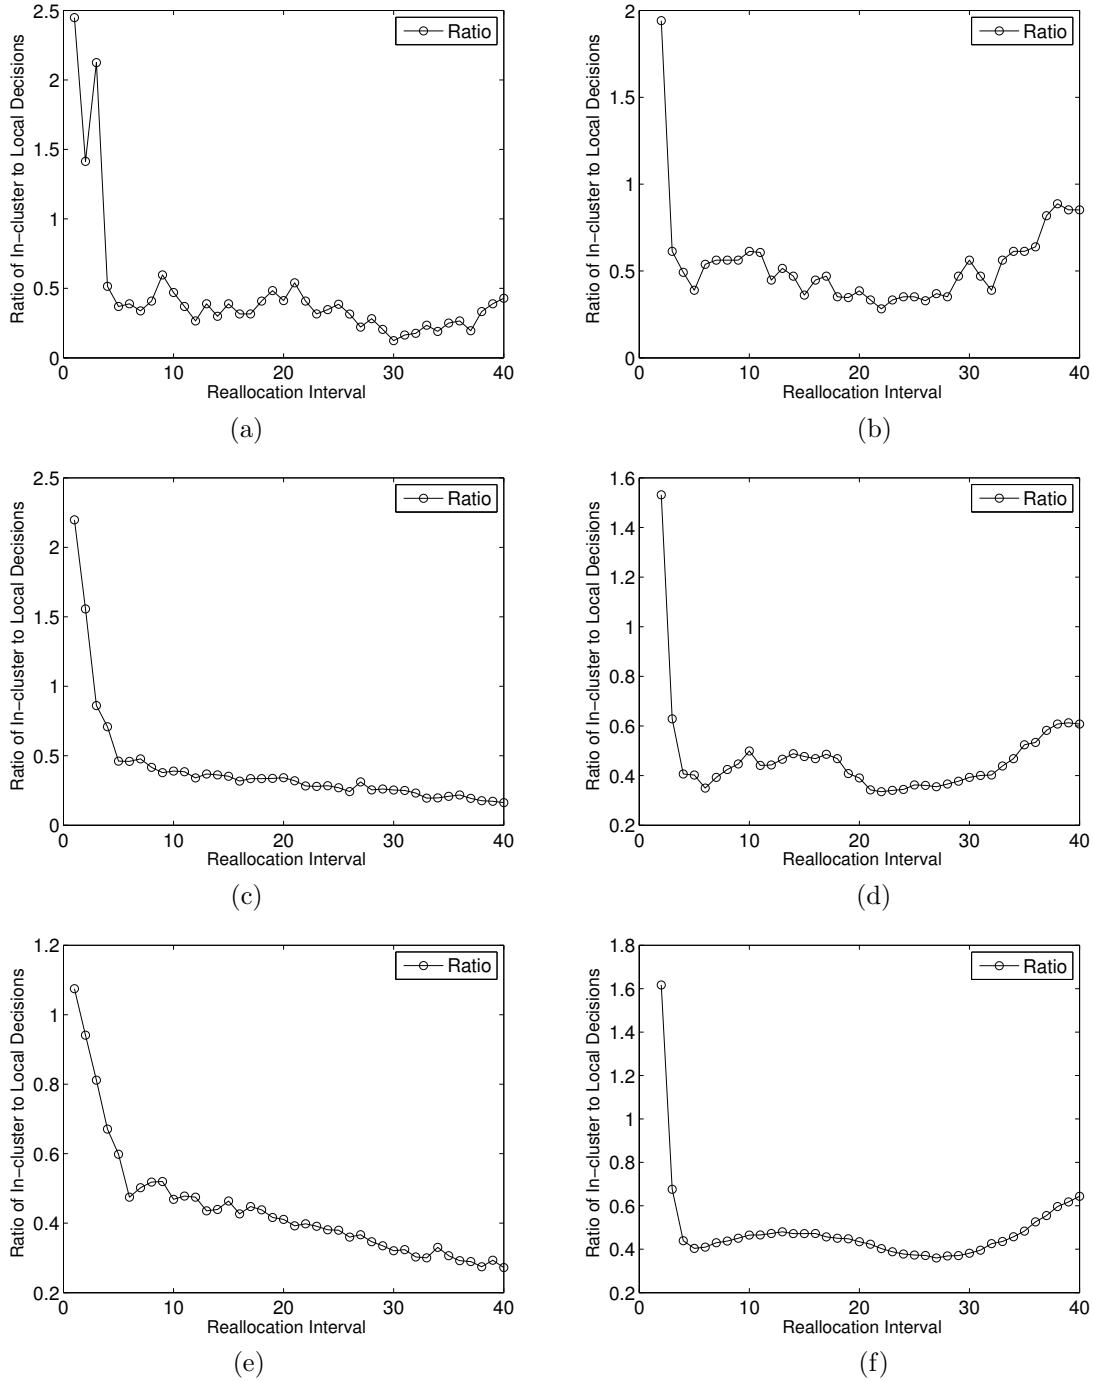 2.5
2
1.5
1
0.5
0
0 10 20 30 40
Ratio of In−cluster to Local Decisions
Reallocation Interval
Ratio
(a)
2
1.5
1
0.5
0
0 10 20 30 40
Ratio of In−cluster to Local Decisions
Reallocation Interval
Ratio
(b)
2.5
2
1.5
1
0.5
0
0 10 20 30 40
Ratio of In−cluster to Local Decisions
Reallocation Interval
Ratio
(c)
1.6
1.4
1.2
1
0.8
0.6
0.4
0.2
0 10 20 30 40
Ratio of In−cluster to Local Decisions
Reallocation Interval
Ratio
(d)
1.2
1
0.8
0.6
0.4
0.2
0 10 20 30 40
Ratio of In−cluster to Local Decisions
Reallocation Interval
Ratio
(e)
1.8
1.6
1.4
1.2
1
0.8
0.6
0.4
0.2
0 10 20 30 40
Ratio of In−cluster to Local Decisions
Reallocation Interval
Ratio
(f)